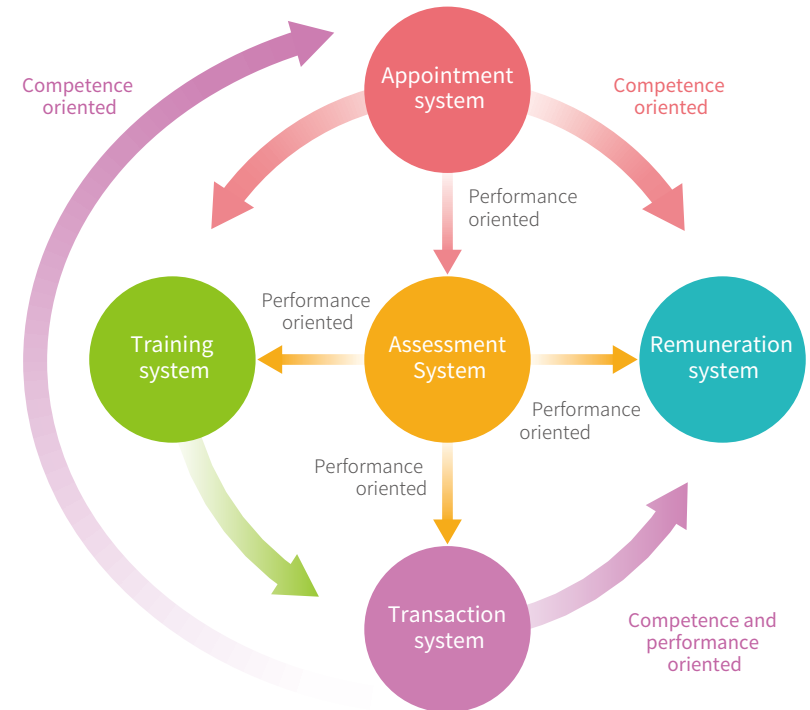 Appointment
system
Competence
oriented
Competence
oriented
Performance
oriented
Performance
oriented
Training
system
Assessment
System
Remuneration
system
Performance
oriented
Performance
oriented
Transaction
system
Competence and
performance
oriented